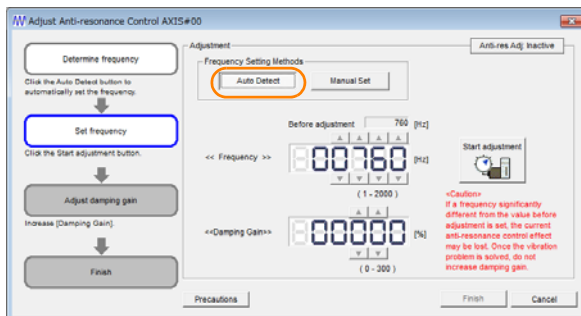 Adjust Anti-resonance Control AXIS#00
Determine frequency
Click the Auto Detect button to
automatically set the frequency.
Set frequency
Click the Start adjustment button.
Adjust damping gain
Increase [Damping Gain].
Finish
Adjustment
Anti-res Adj. Inactive
Frequency Setting Methods
Auto Detect
Manual Set
Before adjustment 760 [Hz]
<< Frequency >> 00760 [Hz]
(1 - 2000)
<<Damping Gain>> 00000 [%]
(0 - 300)
Start adjustment
<Caution>
If a frequency significantly
different from the value before
adjustment is set, the current
anti-resonance control effect
may be lost. Once the vibration
problem is solved, do not
increase damping gain.
Precautions
Finish
Cancel